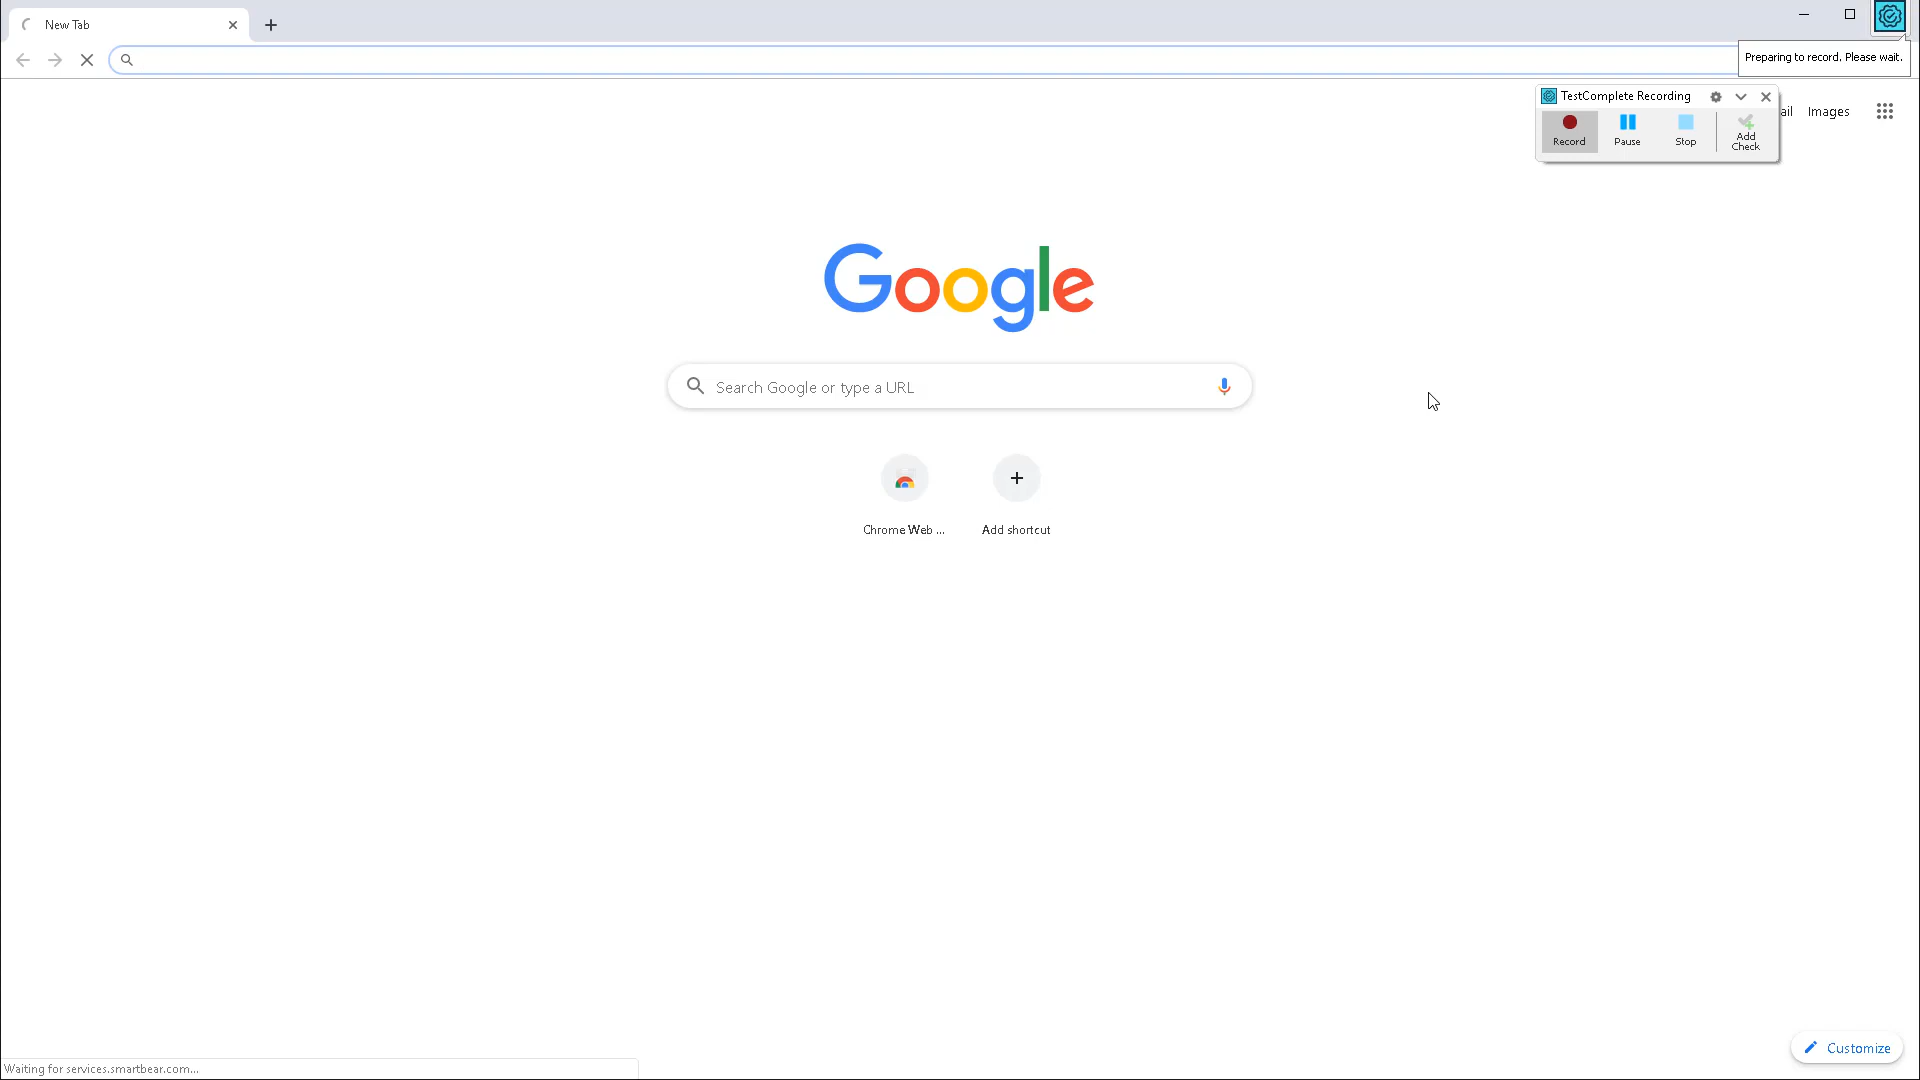 New Tab
Preparing to record. Please wait.
TestComplete Recording
Record
Pause
Stop
Add
Check
ail
Images
Google
Search Google or type a URL
Chrome Web ...
Add shortcut
Customize
Waiting for services.smartbear.com...